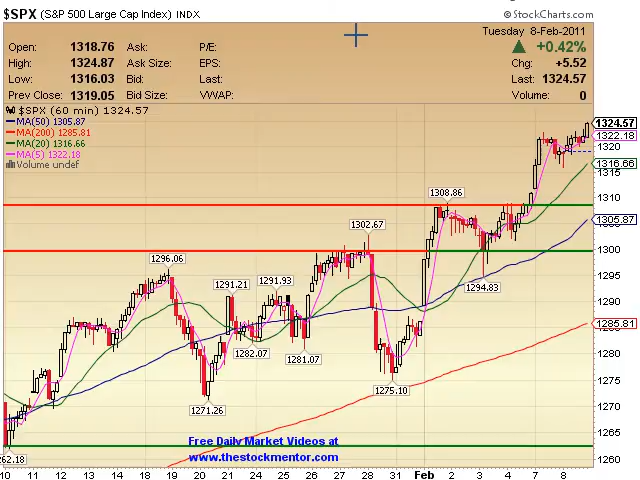 $SPX (S&P 500 Large Cap Index) INDX
© StockCharts.com
Tuesday 8-Feb-2011
Open: 1318.76 Ask: P/E: +0.42%
High: 1324.87 Ask Size: EPS: Chg: +5.52
Low: 1316.03 Bid: Last: Last: 1324.57
Prev Close: 1319.05 Bid Size: VWAP: Volume: 0
$SPX (60 min) 1324.57
MA(50) 1305.87
MA(200) 1285.81
MA(20) 1316.66
MA(5) 1322.18
Volume undef
1324.57
1322.18
1320
1316.66
1315
1310
1305.87
1300
1295
1290
1285.81
1280
1275
1270
1265
1260
1308.86
1302.67
1296.06
1294.83
1291.21
1291.93
1282.07
1281.07
1275.10
1271.26
262.18
Free Daily Market Videos at
www.thestockmentor.com
10 11 12 13 14 18 19 20 21 24 25 26 27 28 31 Feb 2 3 4 7 8